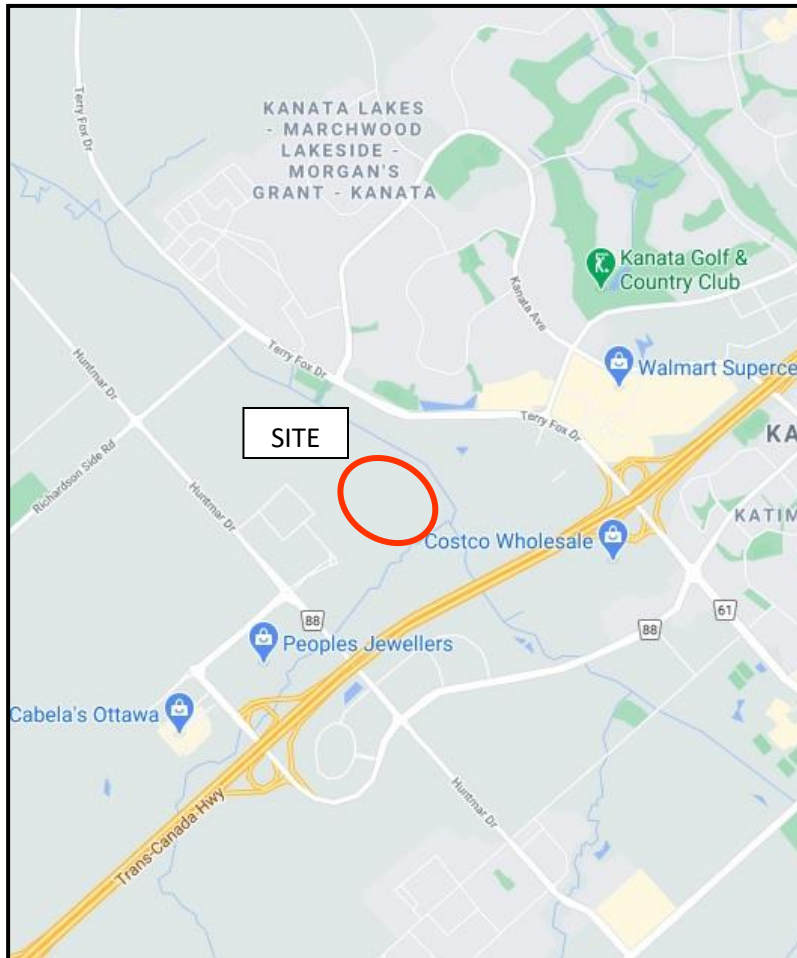 Terry Fox Dr
KANATA LAKES
- MARCHWOOD
LAKESIDE -
MORGAN'S
GRANT - KANATA
Kanata Golf &
Country Club
Kanata Ave
Huntmar Dr
Terry Fox Dr
Walmart Superce
Terry Fox Dr
SITE
KA
Richardson Side Rd
Huntmar Dr
KATIM
Costco Wholesale
61
88
88
Peoples Jewellers
Cabela's Ottawa
Huntmar Dr
Trans-Canada Hwy